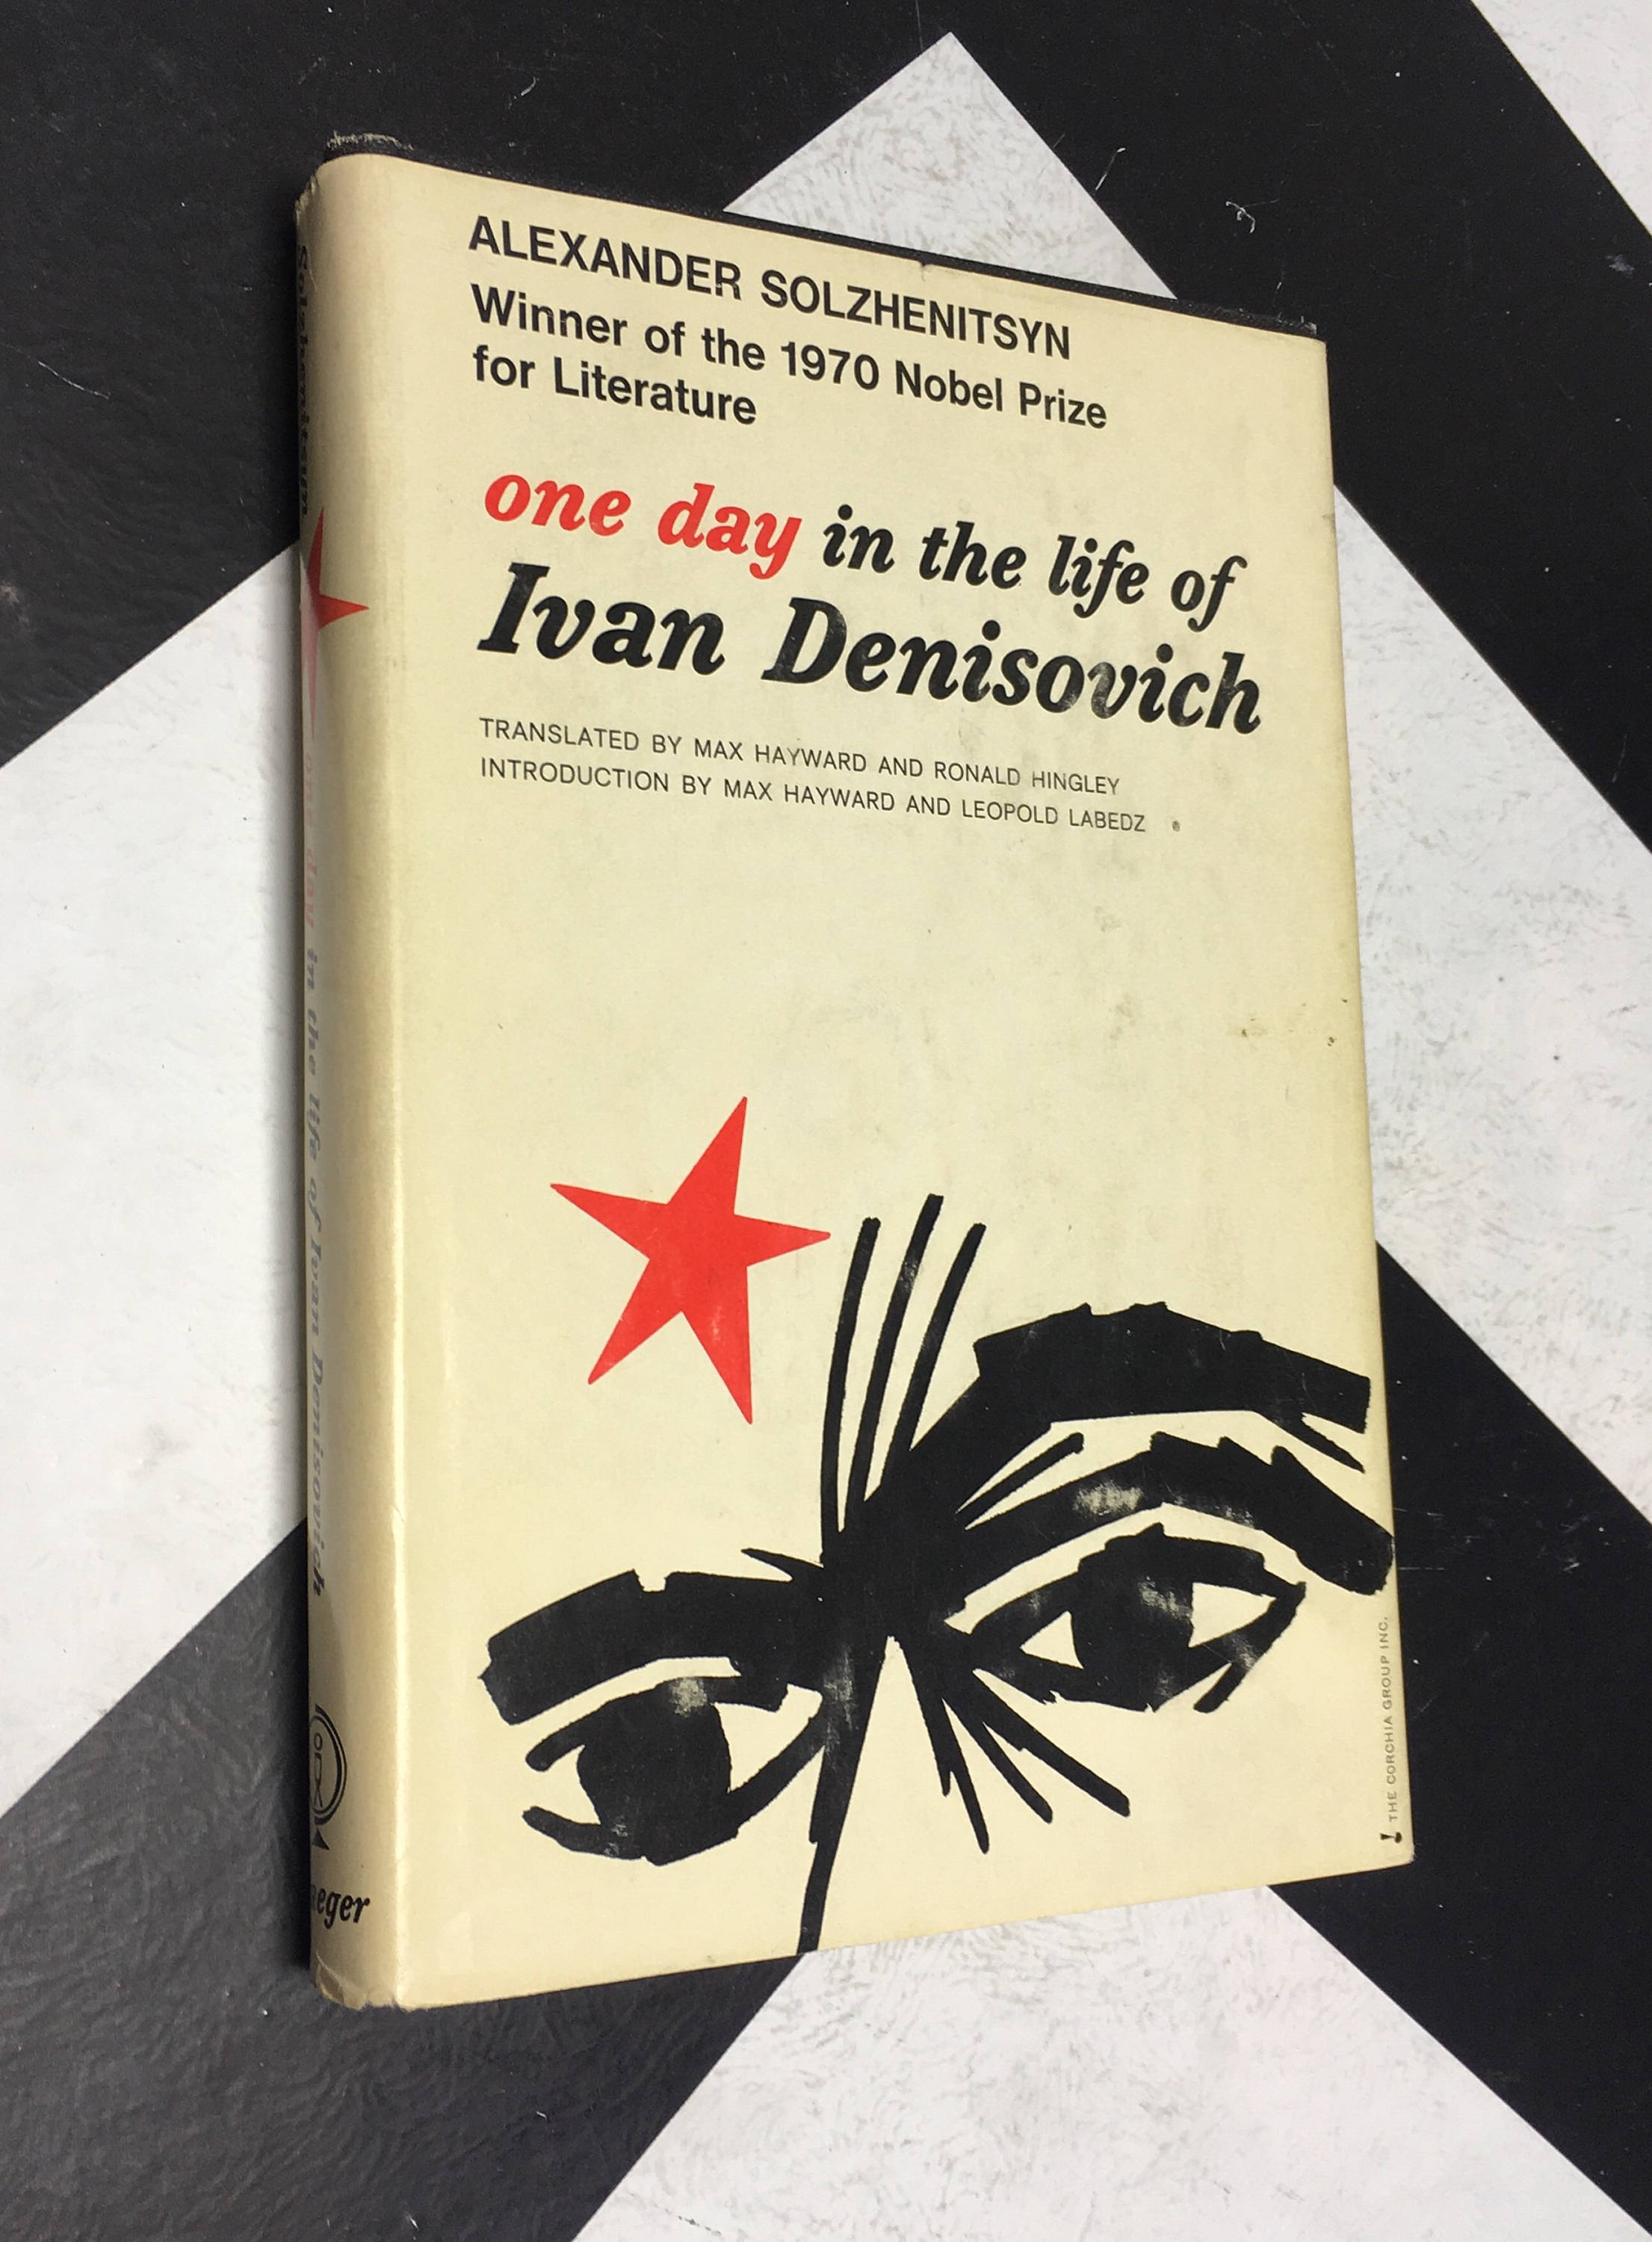 ALEXANDER SOLZHENITSYN
Winner of the 1970 Nobel Prize
for Literature
one day in the life of
Ivan Denisovich
TRANSLATED BY MAX HAYWARD AND RONALD HINGLEY
INTRODUCTION BY MAX HAYWARD AND LEOPOLD LABEDZ
THE CORCHIA GROUP INC.
Solzhenitsyn
one day in the life of Ivan Denisovich
aeger